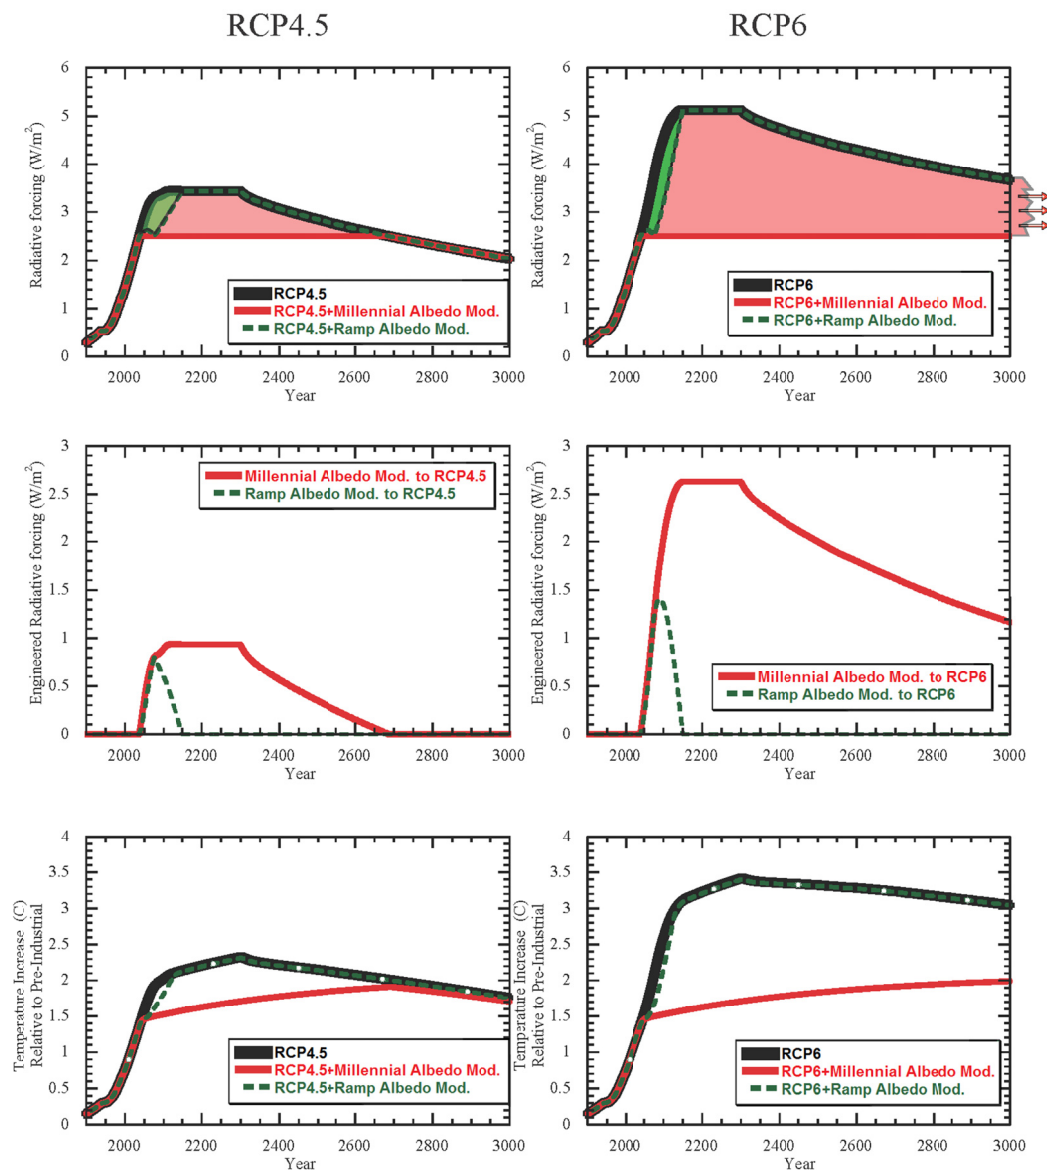 RCP4.5
RCP6
Radiative forcing (W/m²)
6
5
4
3
2
1
0
RCP4.5
RCP4.5+Millennial Albedo Mod.
RCP4.5+Ramp Albedo Mod.
2000 2200 2400 2600 2800 3000
Year
Radiative forcing (W/m²)
6
5
4
3
2
1
0
RCP6
RCP6+Millennial Albedo Mod.
RCP6+Ramp Albedo Mod.
2000 2200 2400 2600 2800 3000
Year
Engineered Radiative forcing (W/m²)
3
2.5
2
1.5
1
0.5
0
Millennial Albedo Mod. to RCP4.5
Ramp Albedo Mod. to RCP4.5
2000 2200 2400 2600 2800 3000
Year
Engineered Radiative forcing (W/m²)
3
2.5
2
1.5
1
0.5
0
Millennial Albedo Mod. to RCP6
Ramp Albedo Mod. to RCP6
2000 2200 2400 2600 2800 3000
Year
Temperature Increase (C)
Relative to Pre-Industrial
4
3.5
3
2.5
2
1.5
1
0.5
0
RCP4.5
RCP4.5+Millennial Albedo Mod.
RCP4.5+Ramp Albedo Mod.
2000 2200 2400 2600 2800 3000
Year
Temperature Increase (C)
Relative to Pre-Industrial
4
3.5
3
2.5
2
1.5
1
0.5
0
RCP6
RCP6+Millennial Albedo Mod.
RCP6+Ramp Albedo Mod.
2000 2200 2400 2600 2800 3000
Year